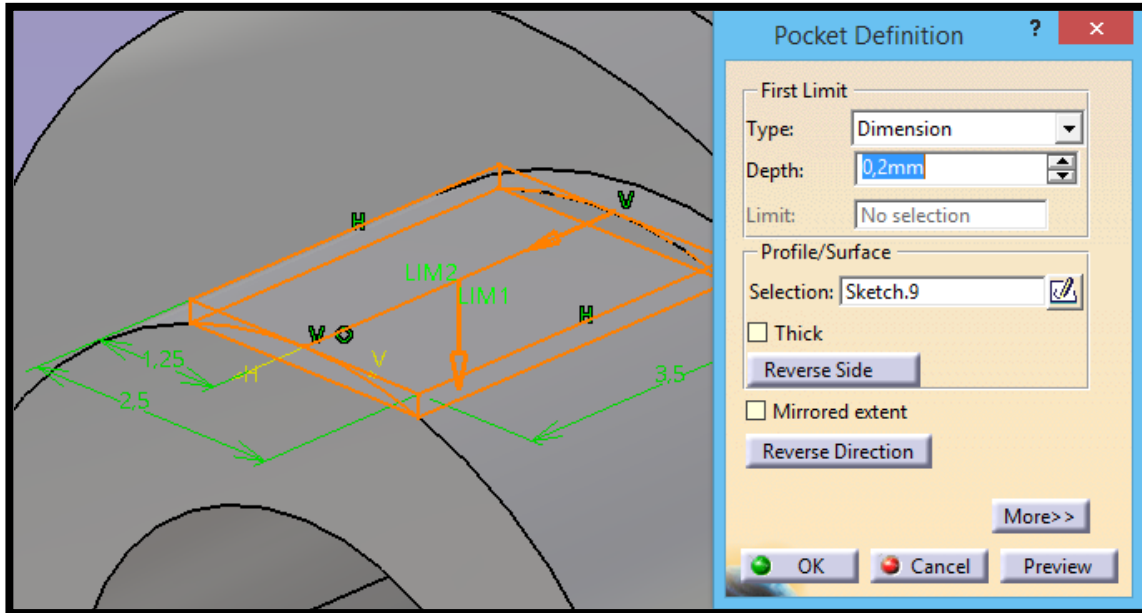 Pocket Definition
?
×
First Limit
Type: Dimension
Depth: 0,2mm
Limit: No selection
Profile/Surface
Selection: Sketch.9
Thick
Reverse Side
Mirrored extent
Reverse Direction
More>>
OK Cancel Preview
H
V
LIM2
LIM1
H
V
V
H
1,25
2,5
3,5